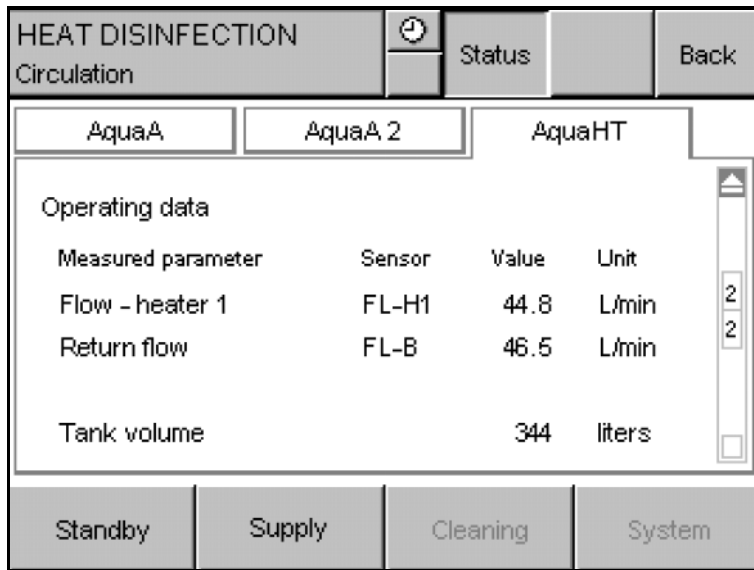 HEAT DISINFECTION
Circulation
Status
Back
AquaA
AquaA 2
AquaHT
Operating data
Measured parameter Sensor Value Unit
Flow - heater 1 FL-H1 44.8 L/min
Return flow FL-B 46.5 L/min
2
2
Tank volume 344 liters
Standby
Supply
Cleaning
System